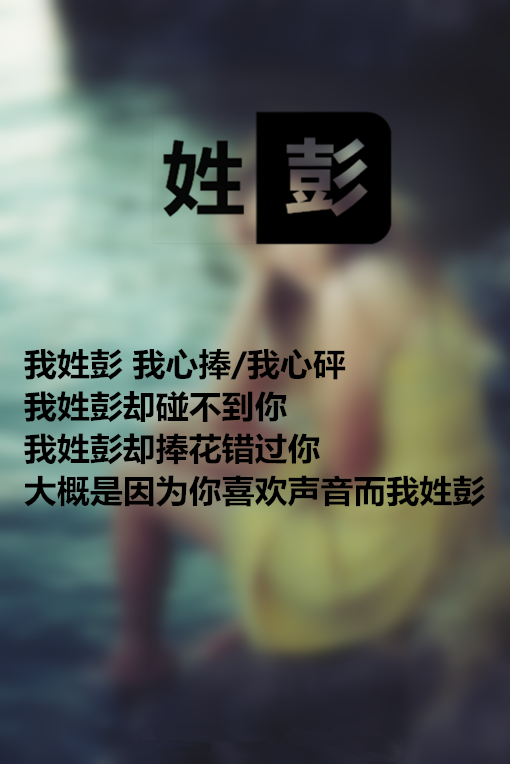 姓彭
我姓彭 我心捧/我心砰
我姓彭却碰不到你
我姓彭却捧花错过你
大概是因为你喜欢声音而我姓彭